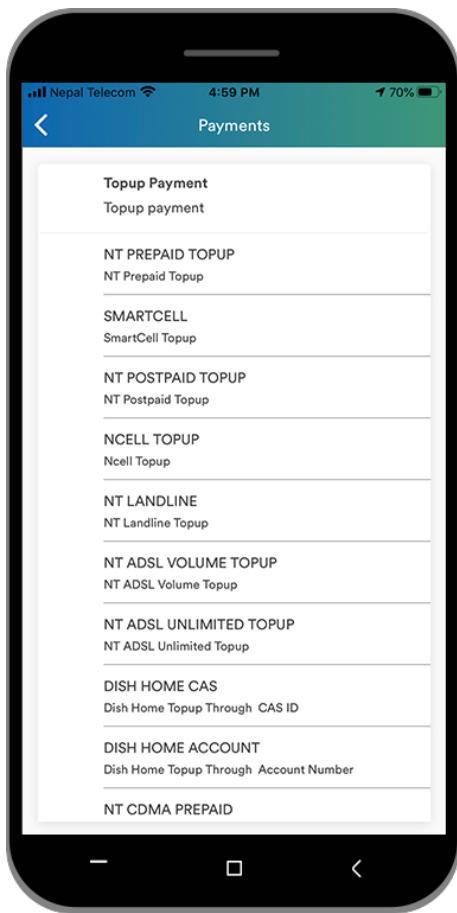 Nepal Telecom 4:59 PM 70%
Payments
Topup Payment
Topup payment
NT PREPAID TOPUP
NT Prepaid Topup
SMARTCELL
SmartCell Topup
NT POSTPAID TOPUP
NT Postpaid Topup
NCELL TOPUP
Ncell Topup
NT LANDLINE
NT Landline Topup
NT ADSL VOLUME TOPUP
NT ADSL Volume Topup
NT ADSL UNLIMITED TOPUP
NT ADSL Unlimited Topup
DISH HOME CAS
Dish Home Topup Through CAS ID
DISH HOME ACCOUNT
Dish Home Topup Through Account Number
NT CDMA PREPAID